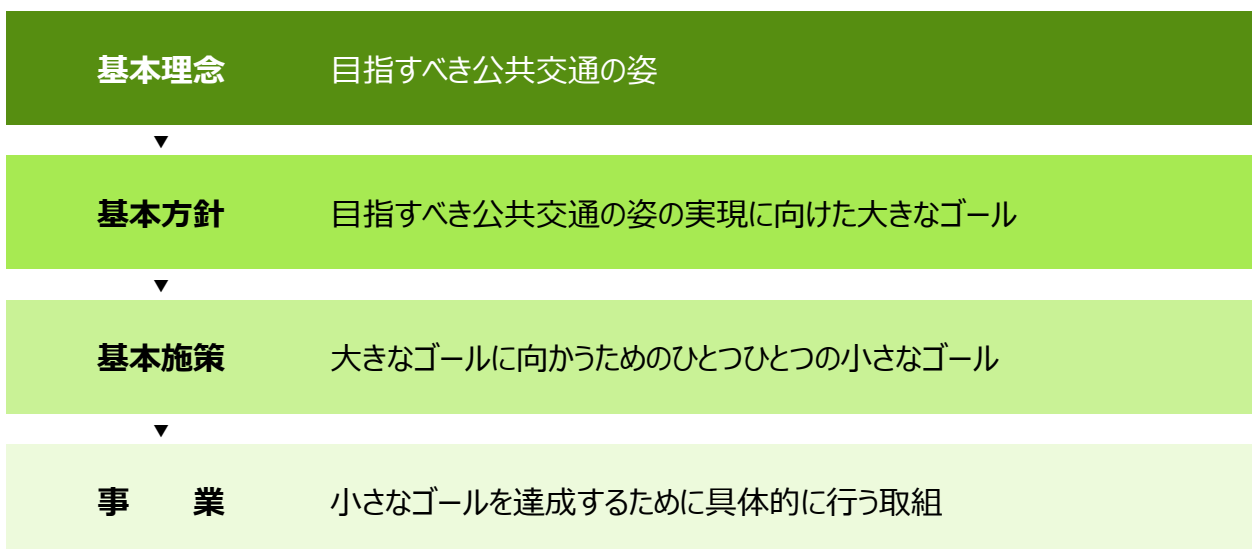 基本理念 目指すべき公共交通の姿
▼
基本方針 目指すべき公共交通の姿の実現に向けた大きなゴール
▼
基本施策 大きなゴールに向かうためのひとつひとつの小さなゴール
▼
事　業 小さなゴールを達成するために具体的に行う取組